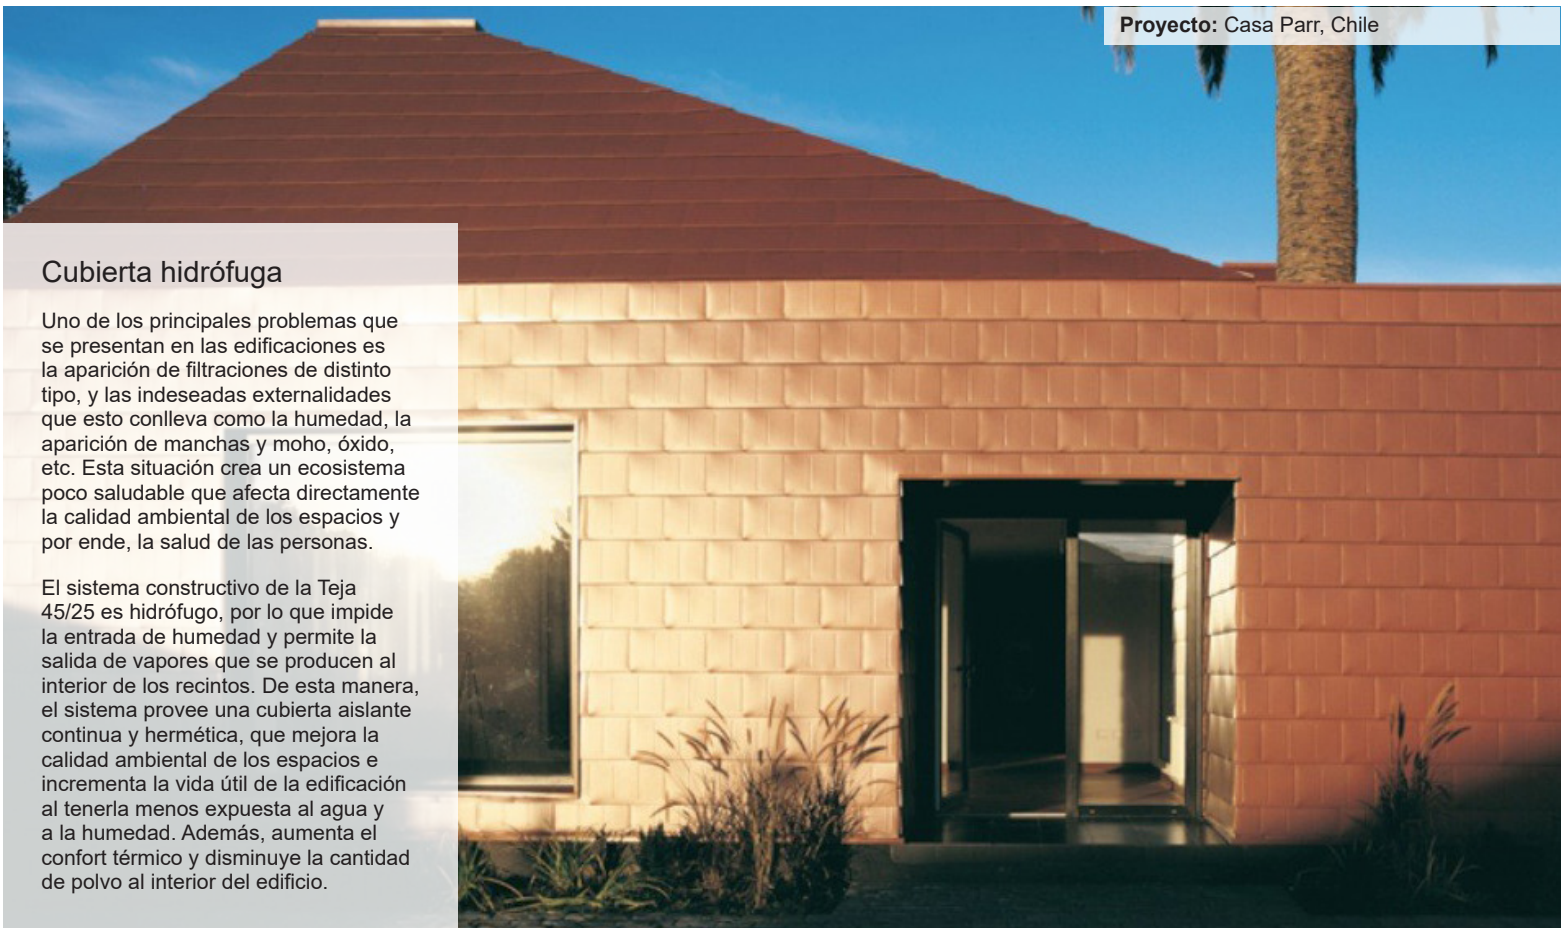 Proyecto: Casa Parr, Chile
Cubierta hidrófuga
Uno de los principales problemas que
se presentan en las edificaciones es
la aparición de filtraciones de distinto
tipo, y las indeseadas externalidades
que esto conlleva como la humedad, la
aparición de manchas y moho, óxido,
etc. Esta situación crea un ecosistema
poco saludable que afecta directamente
la calidad ambiental de los espacios y
por ende, la salud de las personas.
El sistema constructivo de la Teja
45/25 es hidrófugo, por lo que impide
la entrada de humedad y permite la
salida de vapores que se producen al
interior de los recintos. De esta manera,
el sistema provee una cubierta aislante
continua y hermética, que mejora la
calidad ambiental de los espacios e
incrementa la vida útil de la edificación
al tenerla menos expuesta al agua y
a la humedad. Además, aumenta el
confort térmico y disminuye la cantidad
de polvo al interior del edificio.